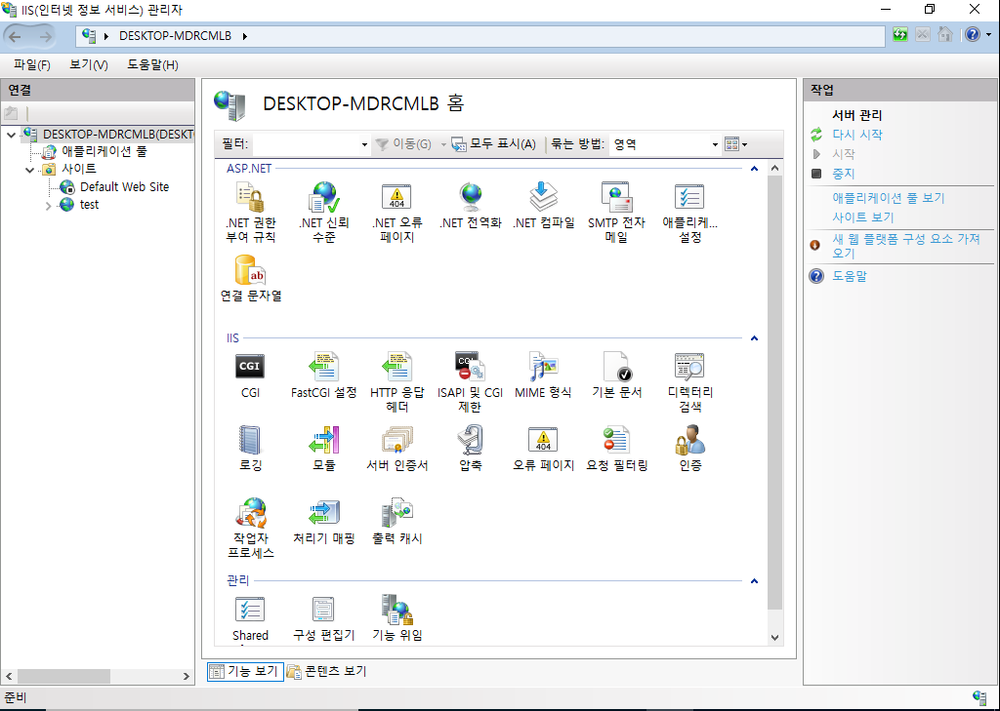 IIS(인터넷 정보 서비스) 관리자
DESKTOP-MDRCMLB
파일(F) 보기(V) 도움말(H)
연결
DESKTOP-MDRCMLB(DESKT
애플리케이션 풀
사이트
Default Web Site
test
DESKTOP-MDRCMLB 홈
필터: 이동(G) 모두 표시(A) 묶는 방법: 영역
ASP.NET
.NET 권한 부여 규칙
.NET 신뢰 수준
.NET 오류 페이지
.NET 전역화
.NET 컴파일
SMTP 전자 메일
애플리케... 설정
연결 문자열
IIS
CGI
CGI
FastCGI 설정
HTTP 응답 헤더
ISAPI 및 CGI 제한
MIME 형식
기본 문서
디렉터리 검색
로깅
모듈
서버 인증서
압축
오류 페이지
요청 필터링
인증
작업자 프로세스
처리기 매핑
출력 캐시
관리
Shared
구성 편집기
기능 위임
기능 보기 콘텐츠 보기
작업
서버 관리
다시 시작
시작
중지
애플리케이션 풀 보기
사이트 보기
새 웹 플랫폼 구성 요소 가져
오기
도움말
준비